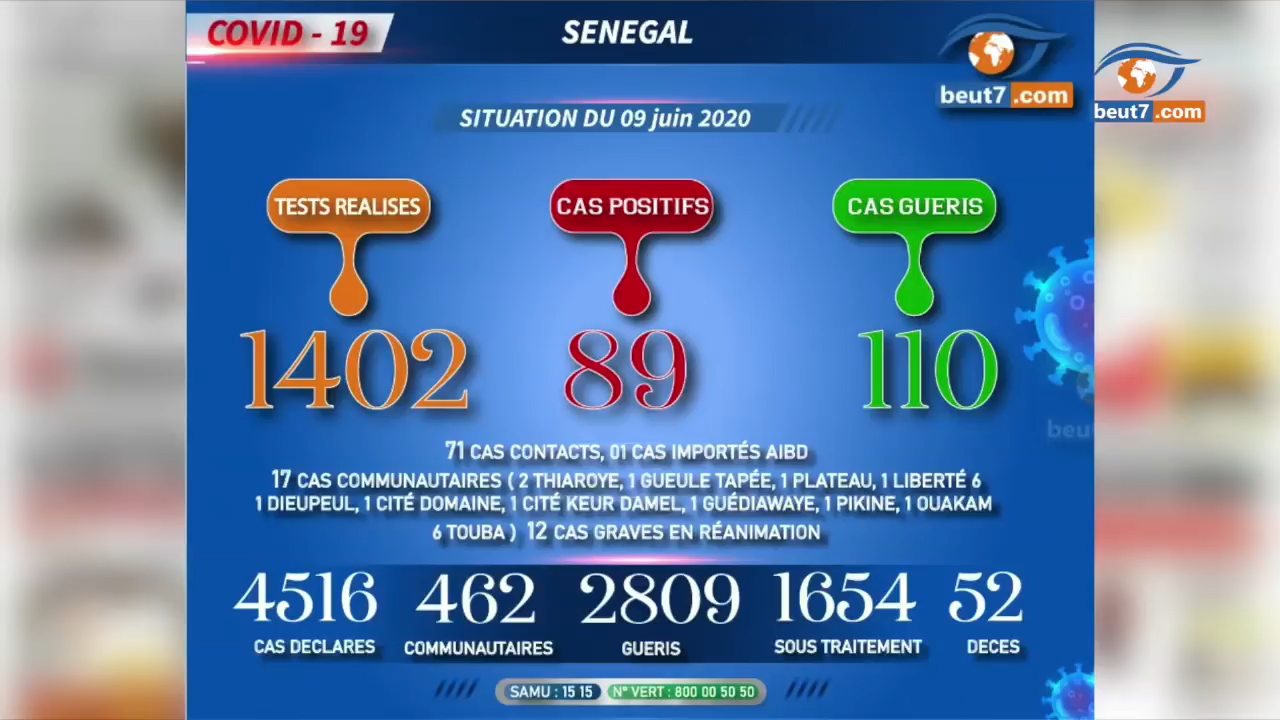 COVID - 19
SENEGAL
beut7.com
beut7.com
SITUATION DU 09 juin 2020
TESTS REALISES
CAS POSITIFS
CAS GUERIS
1402
89
110
beut
71 CAS CONTACTS, 01 CAS IMPORTÉS AIBD
17 CAS COMMUNAUTAIRES ( 2 THIAROYE, 1 GUEULE TAPÉE, 1 PLATEAU, 1 LIBERTÉ 6
1 DIEUPEUL, 1 CITÉ DOMAINE, 1 CITÉ KEUR DAMEL, 1 GUÉDIAWAYE, 1 PIKINE, 1 OUAKAM
6 TOUBA ) 12 CAS GRAVES EN RÉANIMATION
4516
462
2809
1654
52
CAS DECLARES
COMMUNAUTAIRES
GUERIS
SOUS TRAITEMENT
DECES
SAMU : 15 15
N° VERT : 800 00 50 50